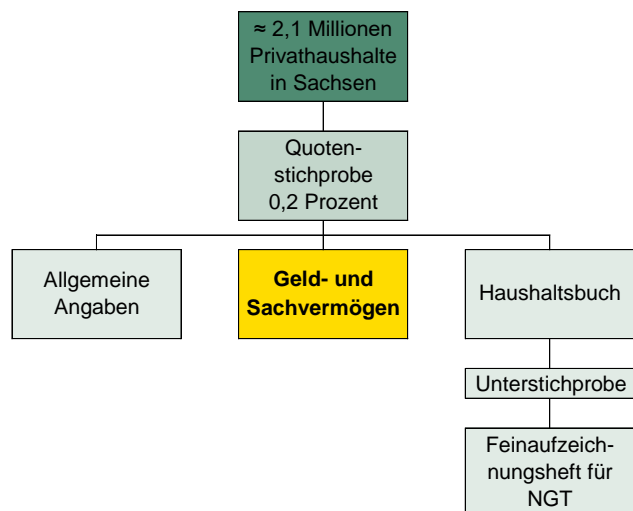 ≈ 2,1 Millionen
Privathaushalte
in Sachsen
Quoten-
stichprobe
0,2 Prozent
Allgemeine
Angaben
Geld- und
Sachvermögen
Haushaltsbuch
Unterstichprobe
Feinaufzeich-
nungsheft für
NGT